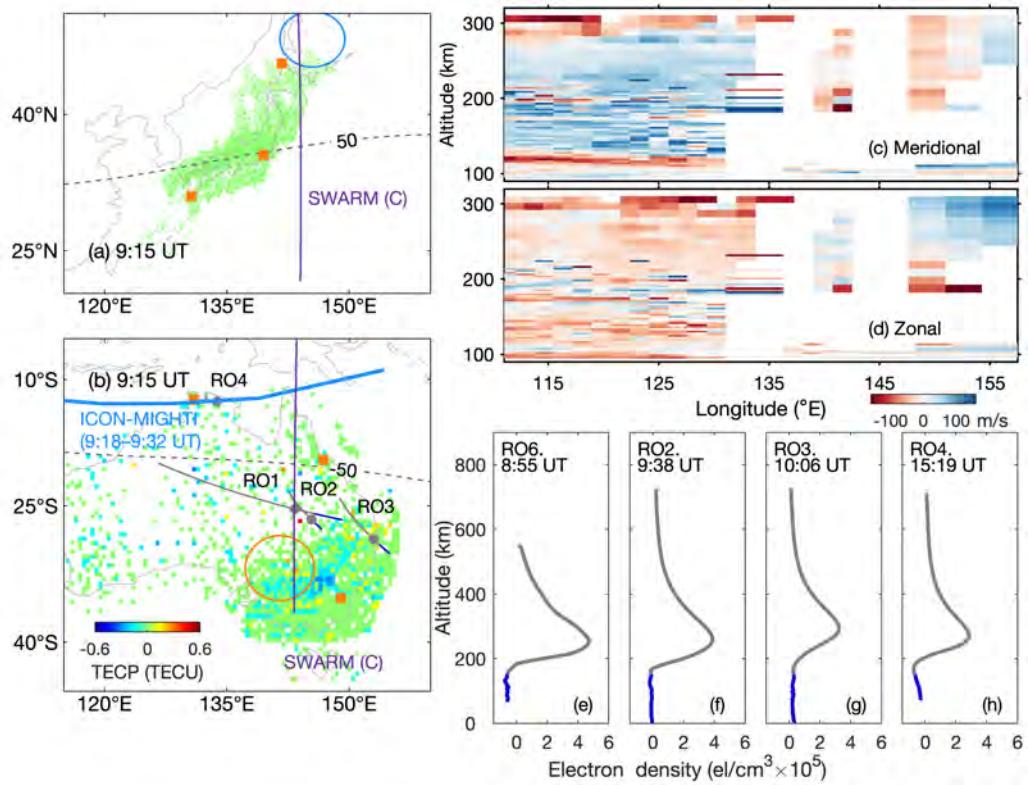 40°N
25°N
50
SWARM (C)
(a) 9:15 UT
120°E
135°E
150°E
10°S
25°S
40°S
(b) 9:15 UT
RO4
ICON-MIGHTI
(9:18-9:32 UT)
-50
RO1
RO2
RO3
-0.6
0
0.6
TECP (TECU)
SWARM (C)
120°E
135°E
150°E
Altitude (km)
300
200
100
(c) Meridional
300
200
100
(d) Zonal
115
125
135
145
155
Longitude (°E)
-100
0
100 m/s
Altitude (km)
800
600
400
200
0
RO6.
8:55 UT
(e)
RO2.
9:38 UT
(f)
RO3.
10:06 UT
(g)
RO4.
15:19 UT
(h)
0 2 4 6
0 2 4 6
0 2 4 6
0 2 4 6
Electron density (el/cm³×10⁵)